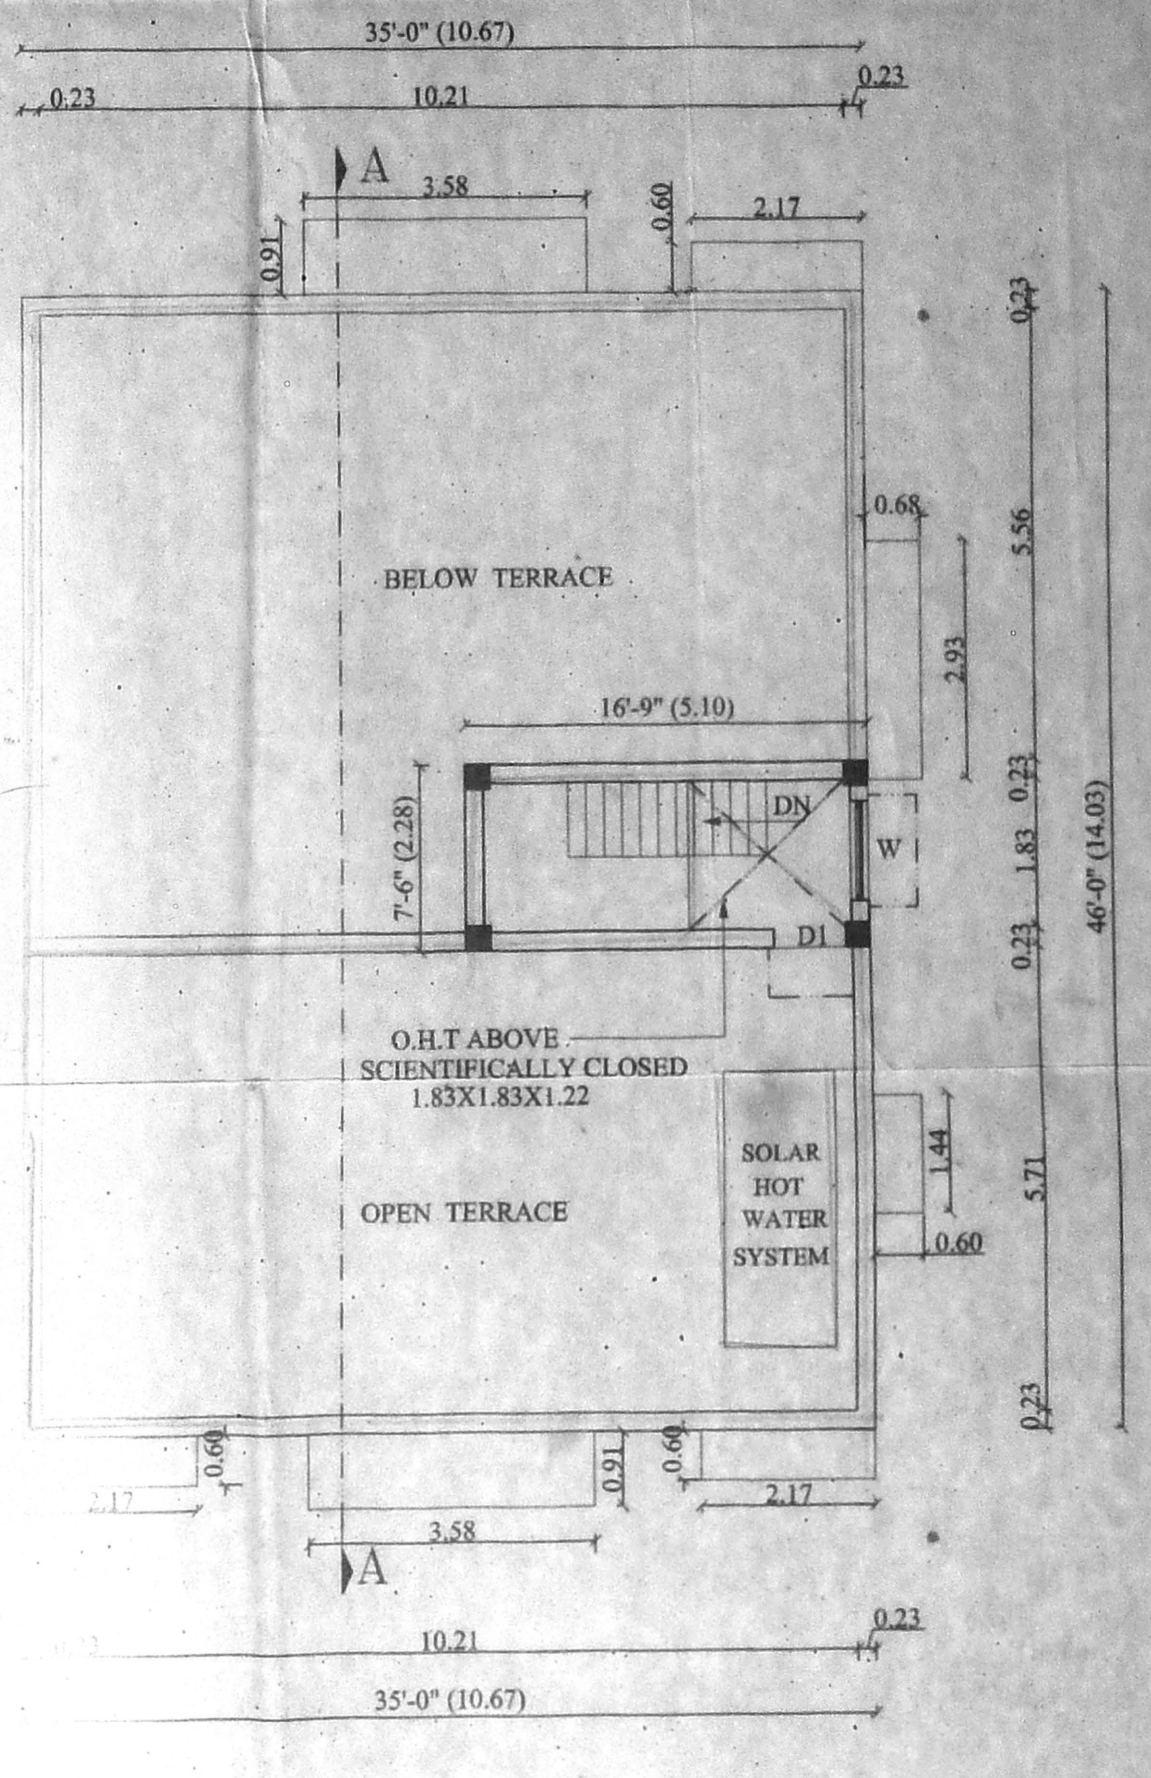 35'-0" (10.67)
0.23
10.21
0.23
A
3.58
0.60
2.17
0.91
0.23
0.68
5.56
BELOW TERRACE
2.93
16'-9" (5.10)
0.23
DN
7'-6" (2.28)
W
1.83
46'-0" (14.03)
D1
0.23
O.H.T ABOVE
SCIENTIFICALLY CLOSED
1.83X1.83X1.22
SOLAR
HOT
WATER
SYSTEM
1.44
5.71
OPEN TERRACE
0.60
0.23
0.60
0.91
0.60
2.17
2.17
3.58
A
0.23
10.21
35'-0" (10.67)